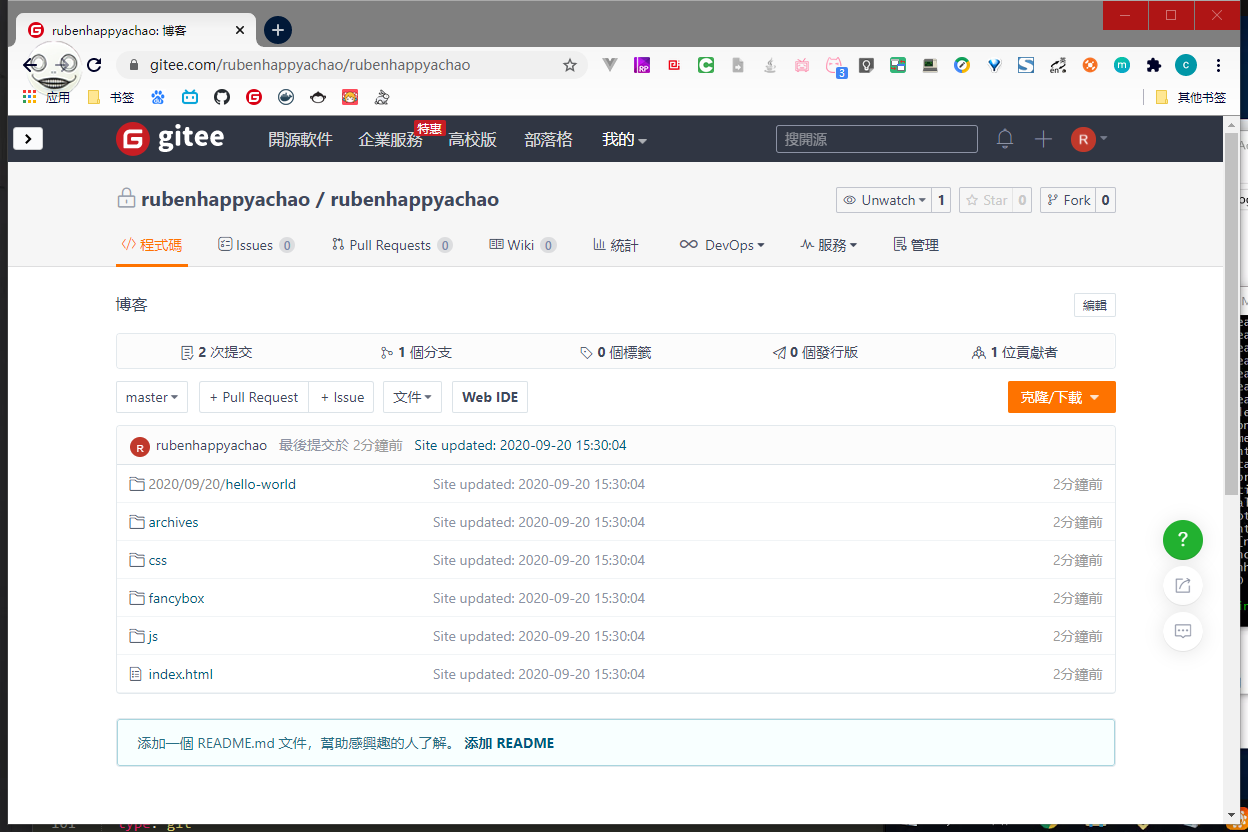 rubenhappyachao: 博客
gitee.com/rubenhappyachao/rubenhappyachao
应用 书签 其他书签
gitee 開源軟件 企業服務 特惠 高校版 部落格 我的 搜開源 R
rubenhappyachao / rubenhappyachao
Unwatch 1 Star 0 Fork 0
程式碼 Issues 0 Pull Requests 0 Wiki 0 統計 DevOps 服務 管理
博客 編輯
2 次提交 1 個分支 0 個標籤 0 個發行版 1 位貢獻者
master + Pull Request + Issue 文件 Web IDE 克隆/下載
R rubenhappyachao 最後提交於 2分鐘前 Site updated: 2020-09-20 15:30:04
2020/09/20/hello-world Site updated: 2020-09-20 15:30:04 2分鐘前
archives Site updated: 2020-09-20 15:30:04 2分鐘前
css Site updated: 2020-09-20 15:30:04 2分鐘前
fancybox Site updated: 2020-09-20 15:30:04 2分鐘前
js Site updated: 2020-09-20 15:30:04 2分鐘前
index.html Site updated: 2020-09-20 15:30:04 2分鐘前
添加一個 README.md 文件，幫助感興趣的人了解。 添加 README
type: git